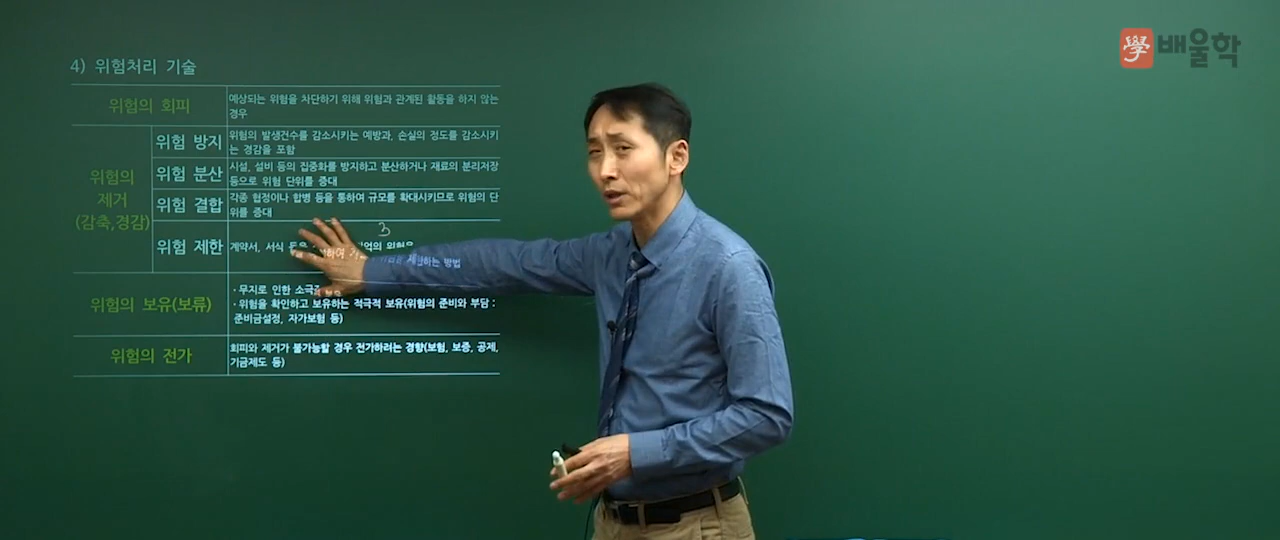 學 배울학
4) 위험처리 기술
위험의 회피
예상되는 위험을 차단하기 위해 위험과 관계된 활동을 하지 않는
경우
위험의
제거
(감축,경감)
위험 방지
위험의 발생건수를 감소시키는 예방과, 손실의 정도를 감소시키
는 경감을 포함
위험 분산
시설, 설비 등의 집중화를 방지하고 분산하거나 재료의 분리저장
등으로 위험 단위를 증대
위험 결합
각종 협정이나 합병 등을 통하여 규모를 확대시키므로 위험의 단
위를 증대
3
위험 제한
계약서, 서식 등을 위험을 제한하는 방법
위험의 보유(보류)
· 무지로 인한
· 위험을 확인하고 보유하는 적극적 보유(위험의 준비와 부담 :
준비금설정, 자가보험 등)
위험의 전가
회피와 제거가 불가능할 경우 전가하려는 경향(보험, 보증, 공제,
기금제도 등)